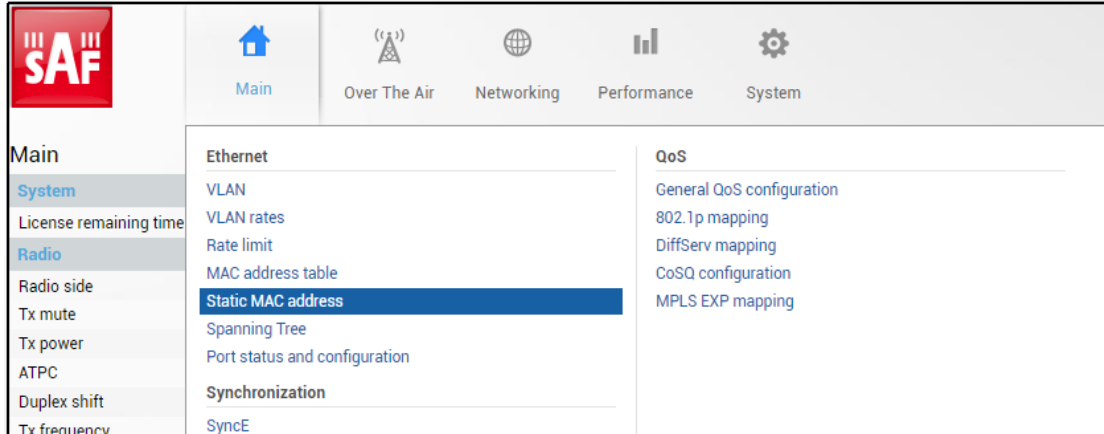 SAF
Main
Over The Air
Networking
Performance
System
Main
System
License remaining time
Radio
Radio side
Tx mute
Tx power
ATPC
Duplex shift
Tx frequency
Ethernet
VLAN
VLAN rates
Rate limit
MAC address table
Static MAC address
Spanning Tree
Port status and configuration
Synchronization
SyncE
QoS
General QoS configuration
802.1p mapping
DiffServ mapping
CoSQ configuration
MPLS EXP mapping